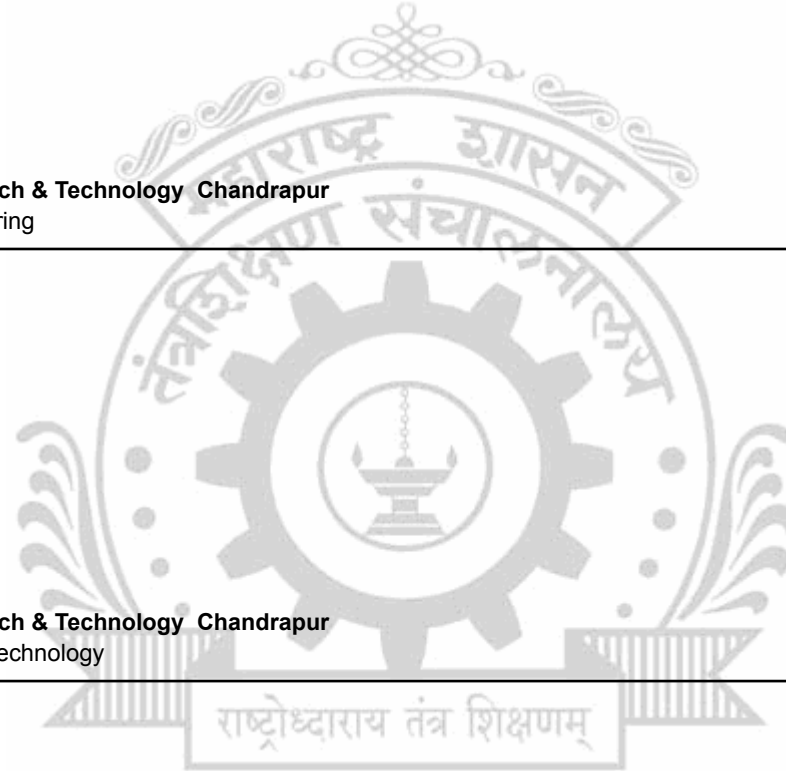 महाराष्ट्र शासन
ch & Technology Chandrapur
ring
तंत्रशिक्षण संचालनालय
ch & Technology Chandrapur
echnology
राष्ट्रोध्दाराय तंत्र शिक्षणम्